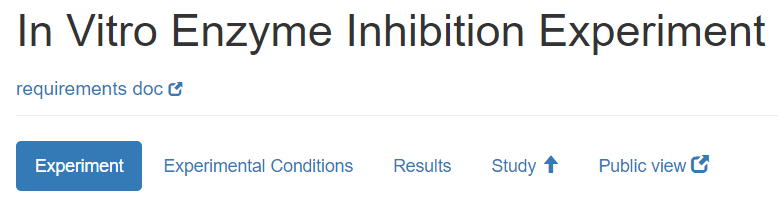 In Vitro Enzyme Inhibition Experiment
requirements doc
Experiment Experimental Conditions Results Study Public view